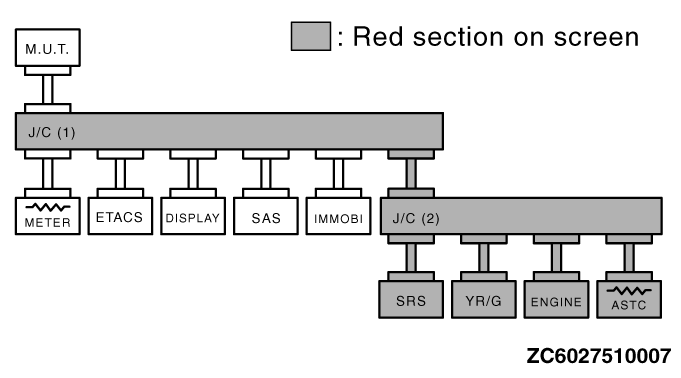 : Red section on screen
M.U.T.
J/C (1)
METER
ETACS
DISPLAY
SAS
IMMOBI
J/C (2)
SRS
YR/G
ENGINE
ASTC
ZC6027510007